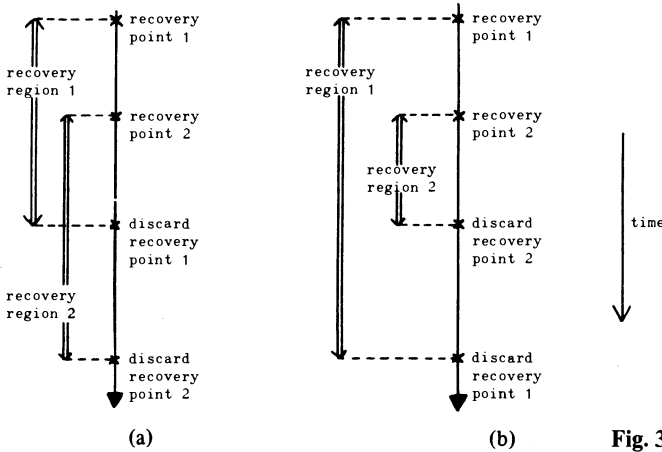 recovery
point 1
recovery
region 1
recovery
point 2
discard
recovery
point 1
recovery
region 2
discard
recovery
point 2
(a)
recovery
point 1
recovery
region 1
recovery
point 2
recovery
region 2
discard
recovery
point 2
discard
recovery
point 1
(b)
time
Fig. 3